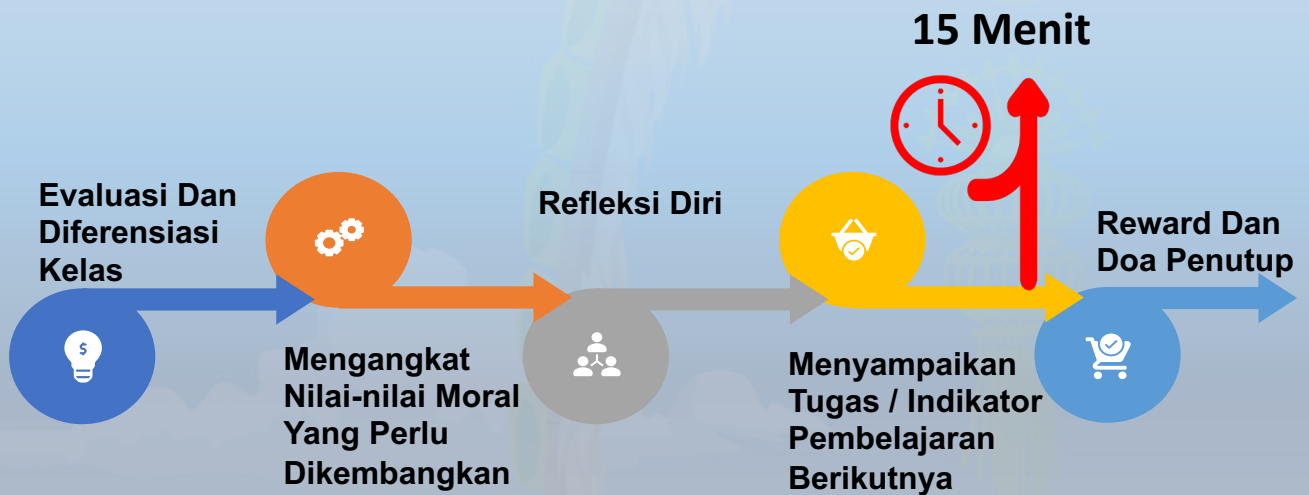 15 Menit
Evaluasi Dan
Diferensiasi
Kelas
Mengangkat
Nilai-nilai Moral
Yang Perlu
Dikembangkan
Refleksi Diri
Menyampaikan
Tugas / Indikator
Pembelajaran
Berikutnya
Reward Dan
Doa Penutup
$